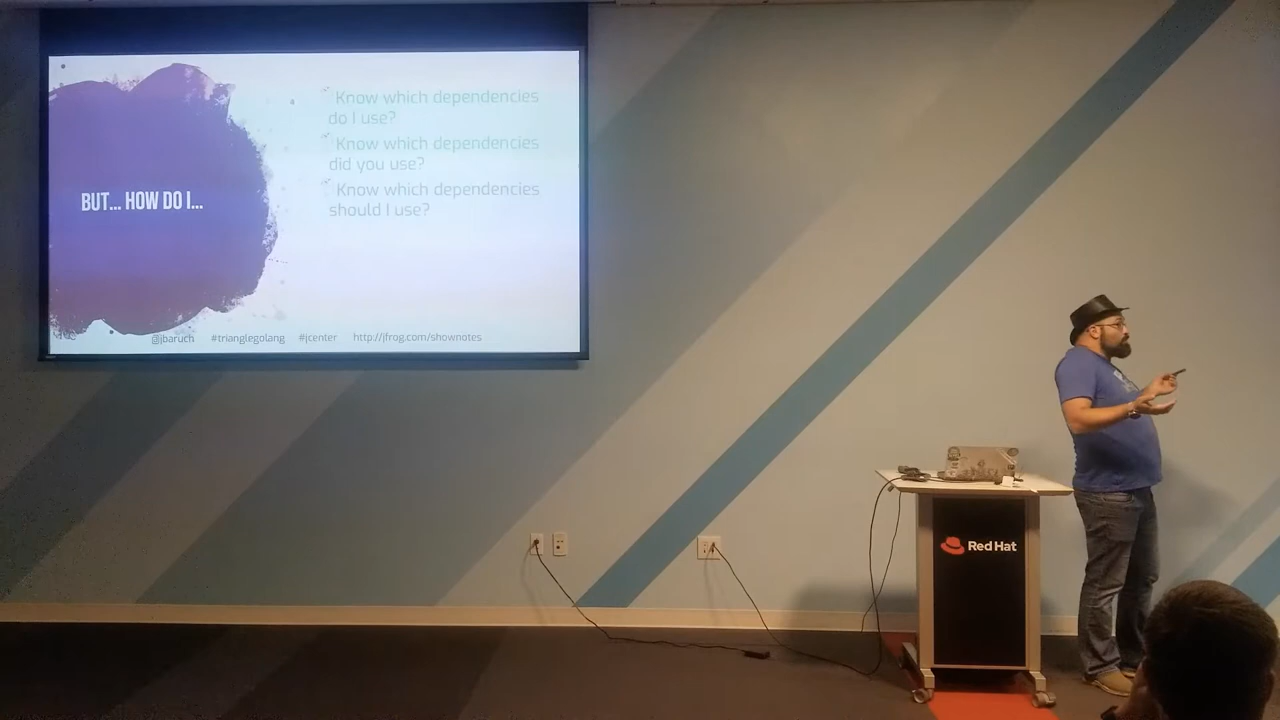 BUT... HOW DO I...
Know which dependencies
do I use?
Know which dependencies
did you use?
Know which dependencies
should I use?
@jbaruch #trianglegolang #jcenter http://jfrog.com/shownotes
Red Hat